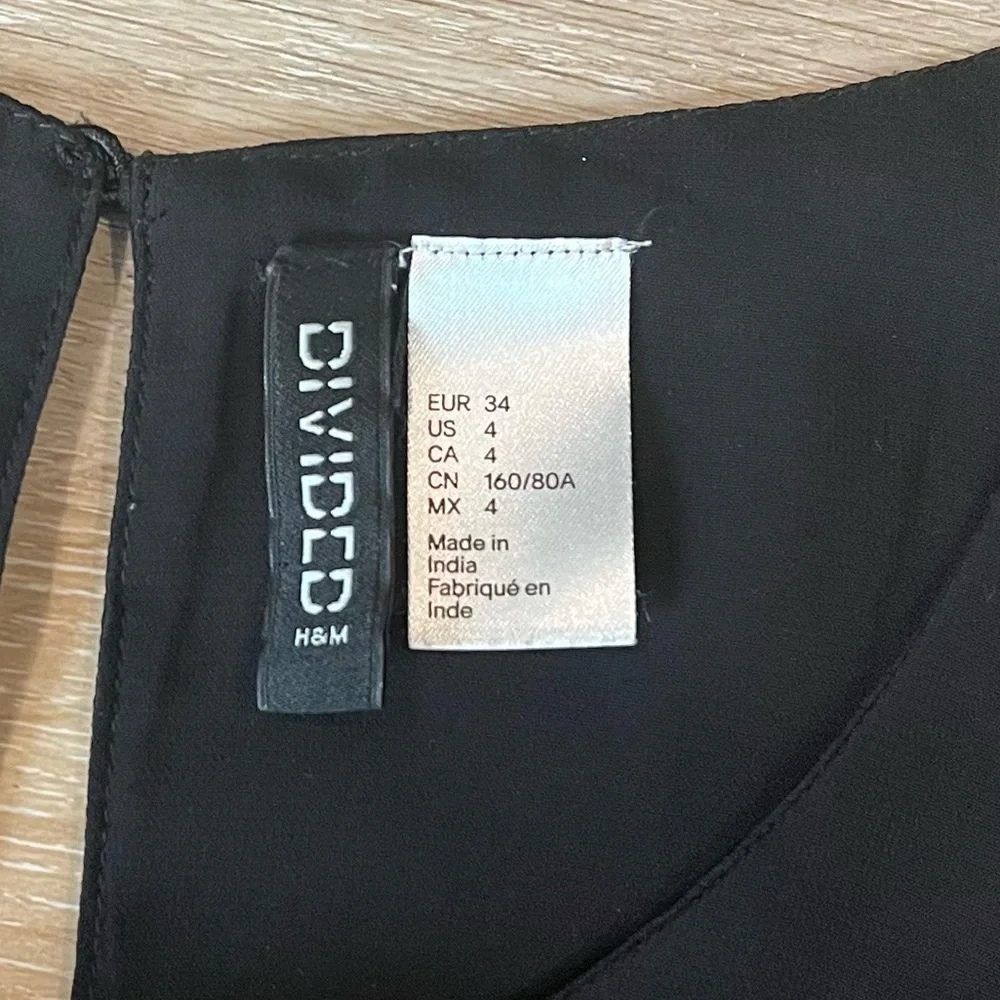 DIVIDED
H&M
EUR 34
US 4
CA 4
CN 160/80A
MX 4
Made in
India
Fabriqué en
Inde